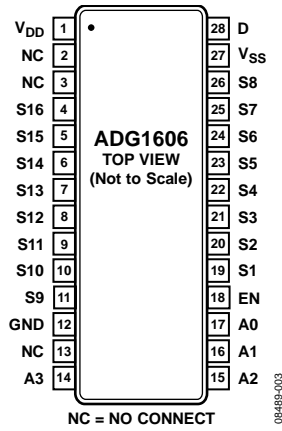 VDD 1 28 D
NC 2 27 VSS
NC 3 26 S8
S16 4 25 S7
S15 5 24 S6
S14 6 23 S5
S13 7 22 S4
S12 8 21 S3
S11 9 20 S2
S10 10 19 S1
S9 11 18 EN
GND 12 17 A0
NC 13 16 A1
A3 14 15 A2
ADG1606
TOP VIEW
(Not to Scale)
NC = NO CONNECT
08489-003